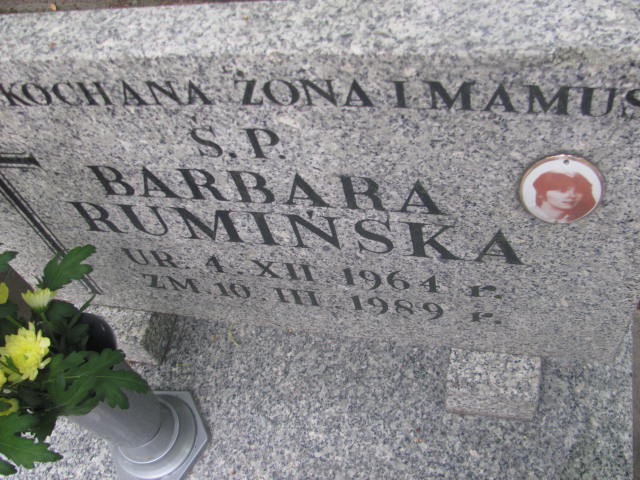 KOCHANA ŻONA I MAMUS
Ś.P.
BARBARA
RUMIŃSKA
UR. 4. XII 1964 r.
ZM. 10. III. 1989 r.